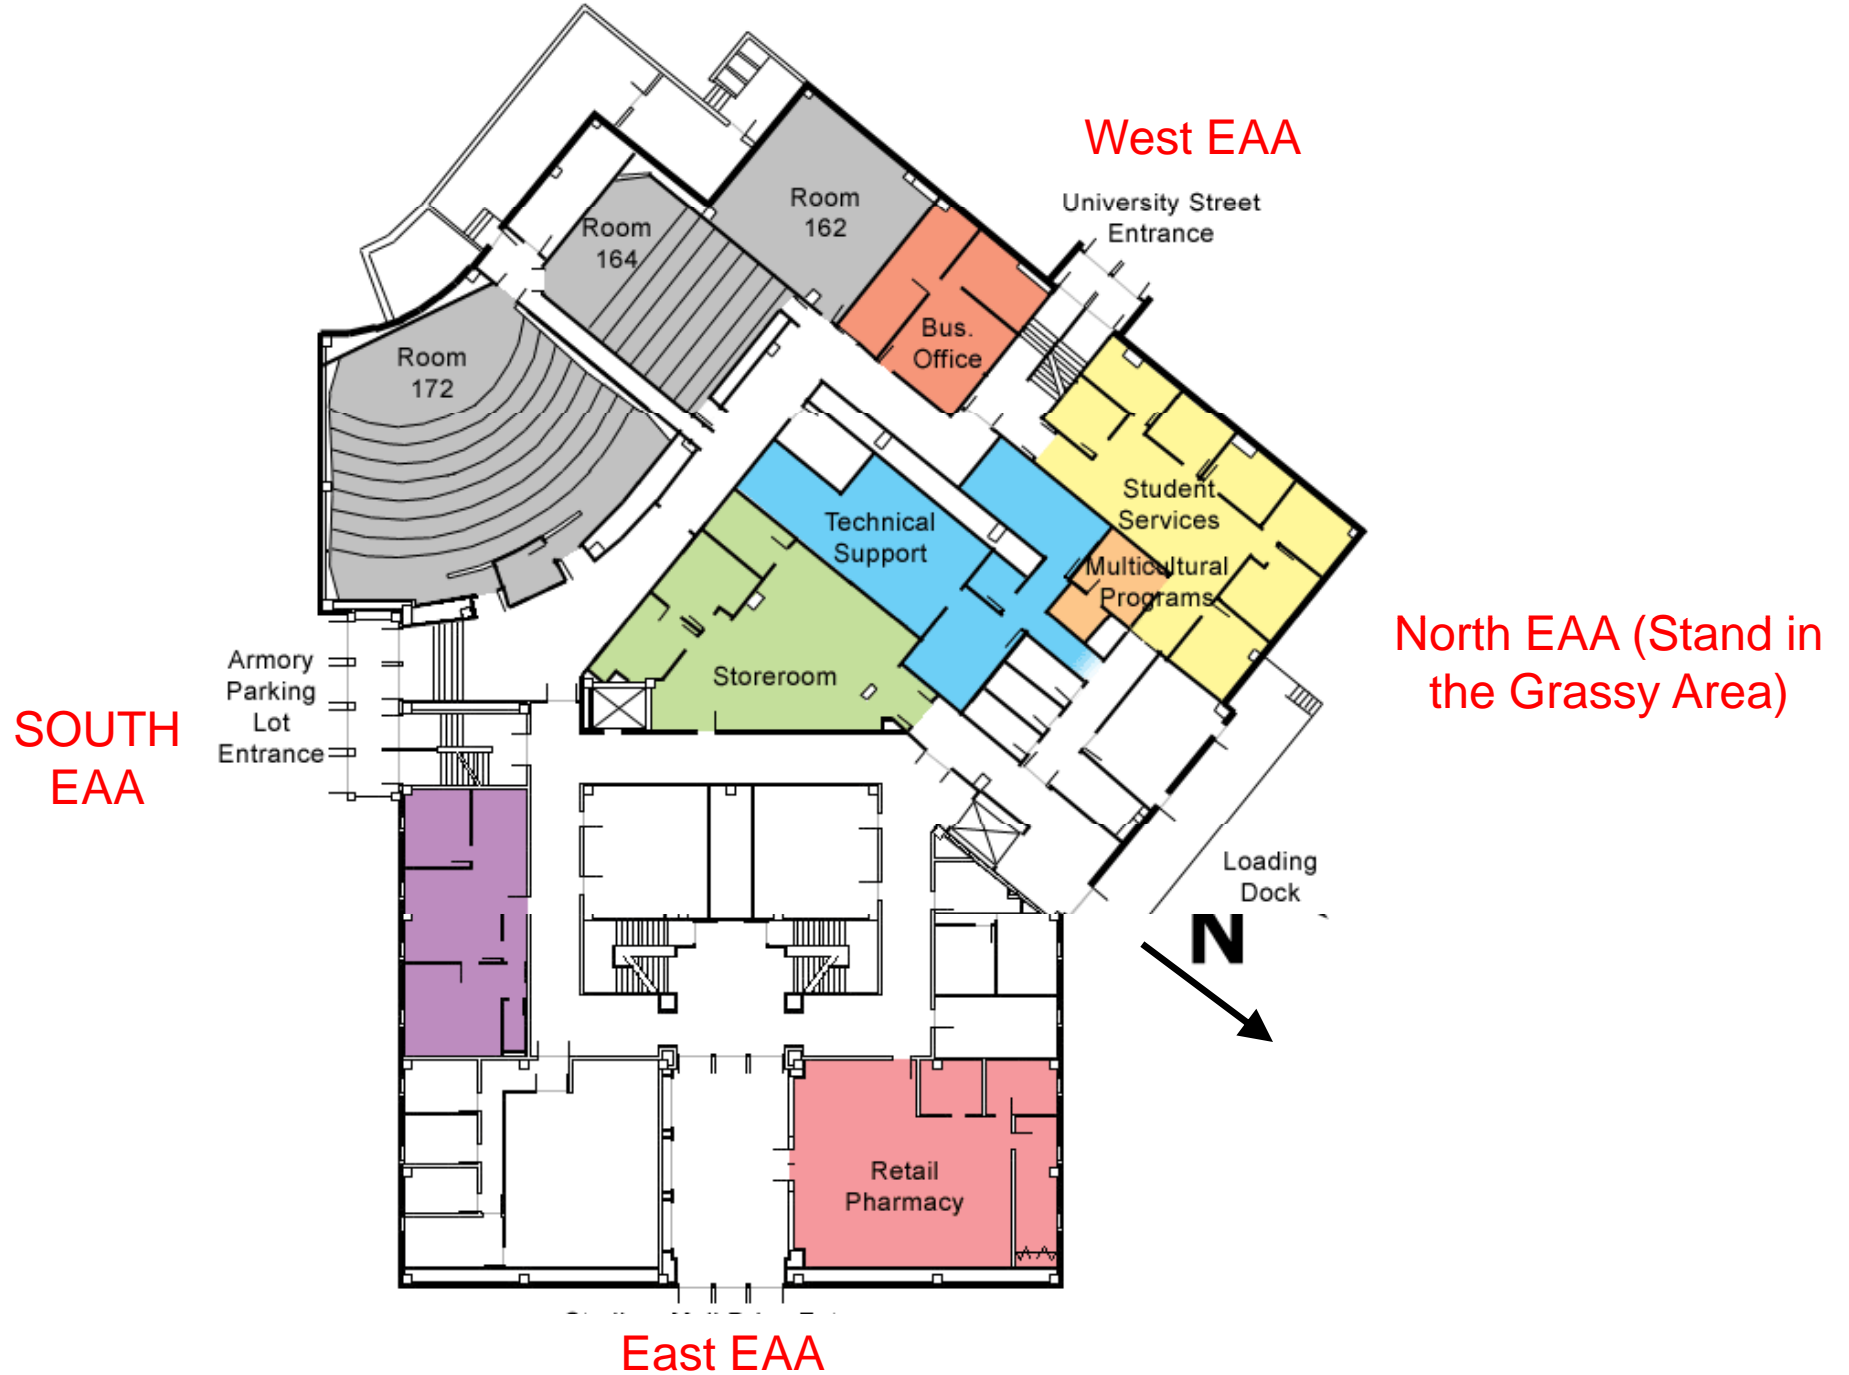 West EAA
University Street
Entrance
Room
162
Room
164
Bus.
Office
Room
172
Student
Services
Technical
Support
Multicultural
Programs
North EAA (Stand in
the Grassy Area)
Storeroom
Armory
Parking
Lot
Entrance
SOUTH
EAA
Loading
Dock
N
Retail
Pharmacy
East EAA